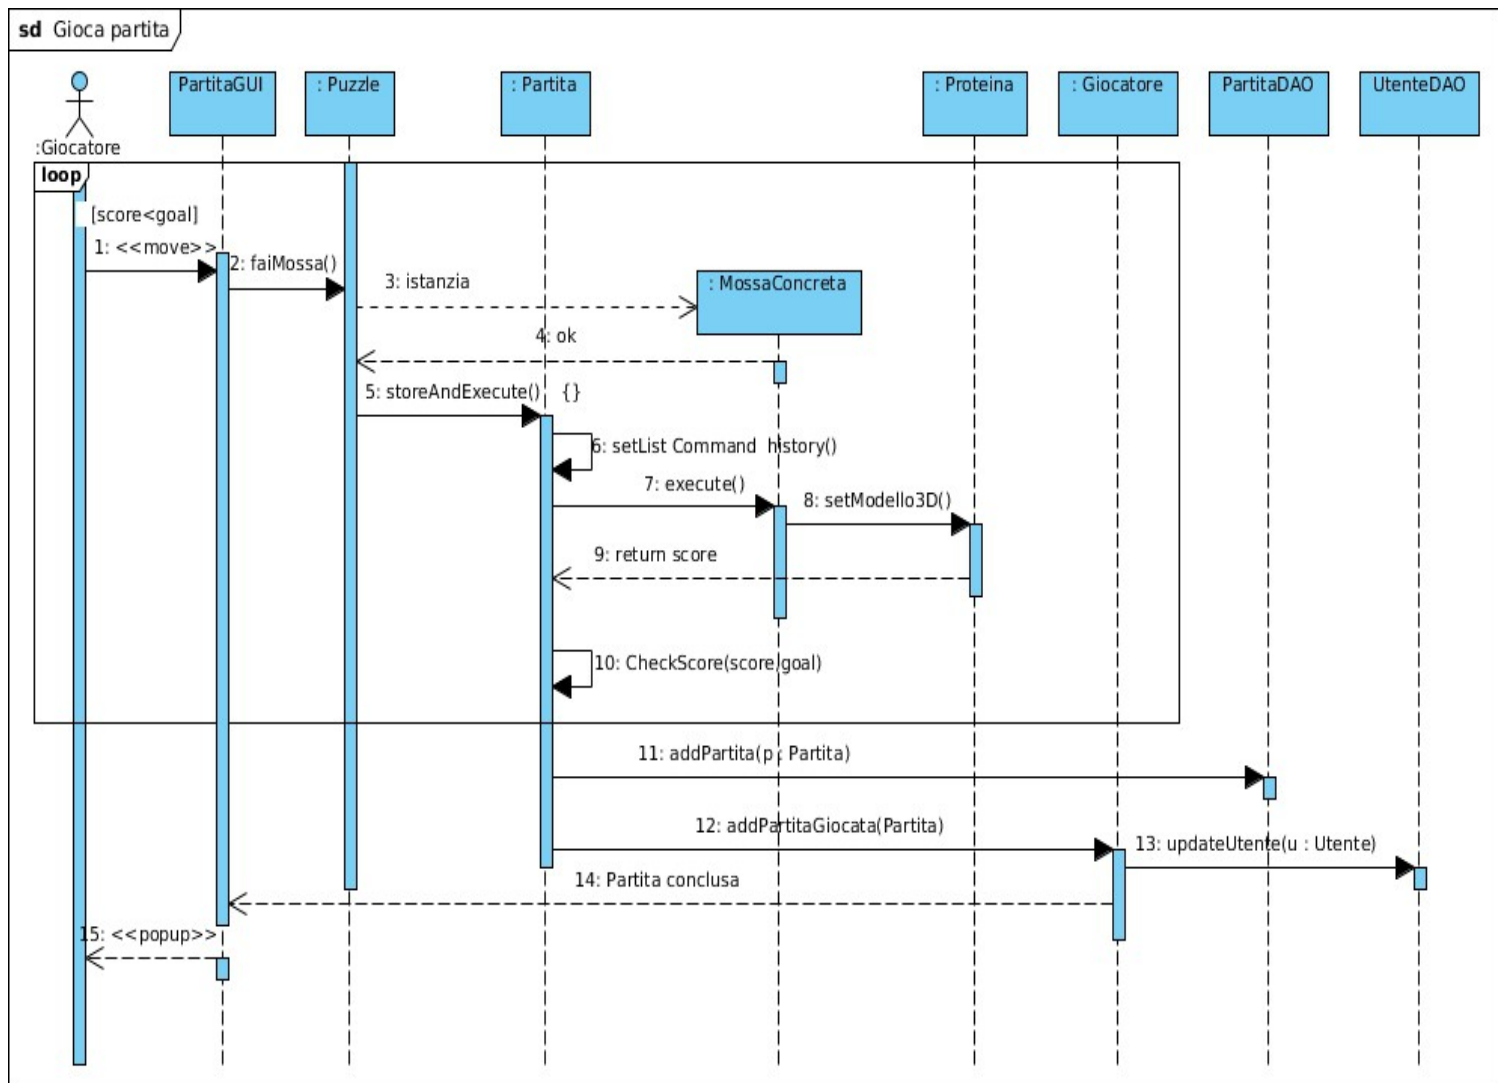 sd Gioca partita
PartitaGUI
: Puzzle
: Partita
: Proteina
: Giocatore
PartitaDAO
UtenteDAO
:Giocatore
loop
[score<goal]
1: <<move>>
2: faiMossa()
3: istanzia
: MossaConcreta
4: ok
5: storeAndExecute()
{}
6: setList Command history()
7: execute()
8: setModello3D()
9: return score
10: CheckScore(score,goal)
11: addPartita(p : Partita)
12: addPartitaGiocata(Partita)
13: updateUtente(u : Utente)
14: Partita conclusa
15: <<popup>>